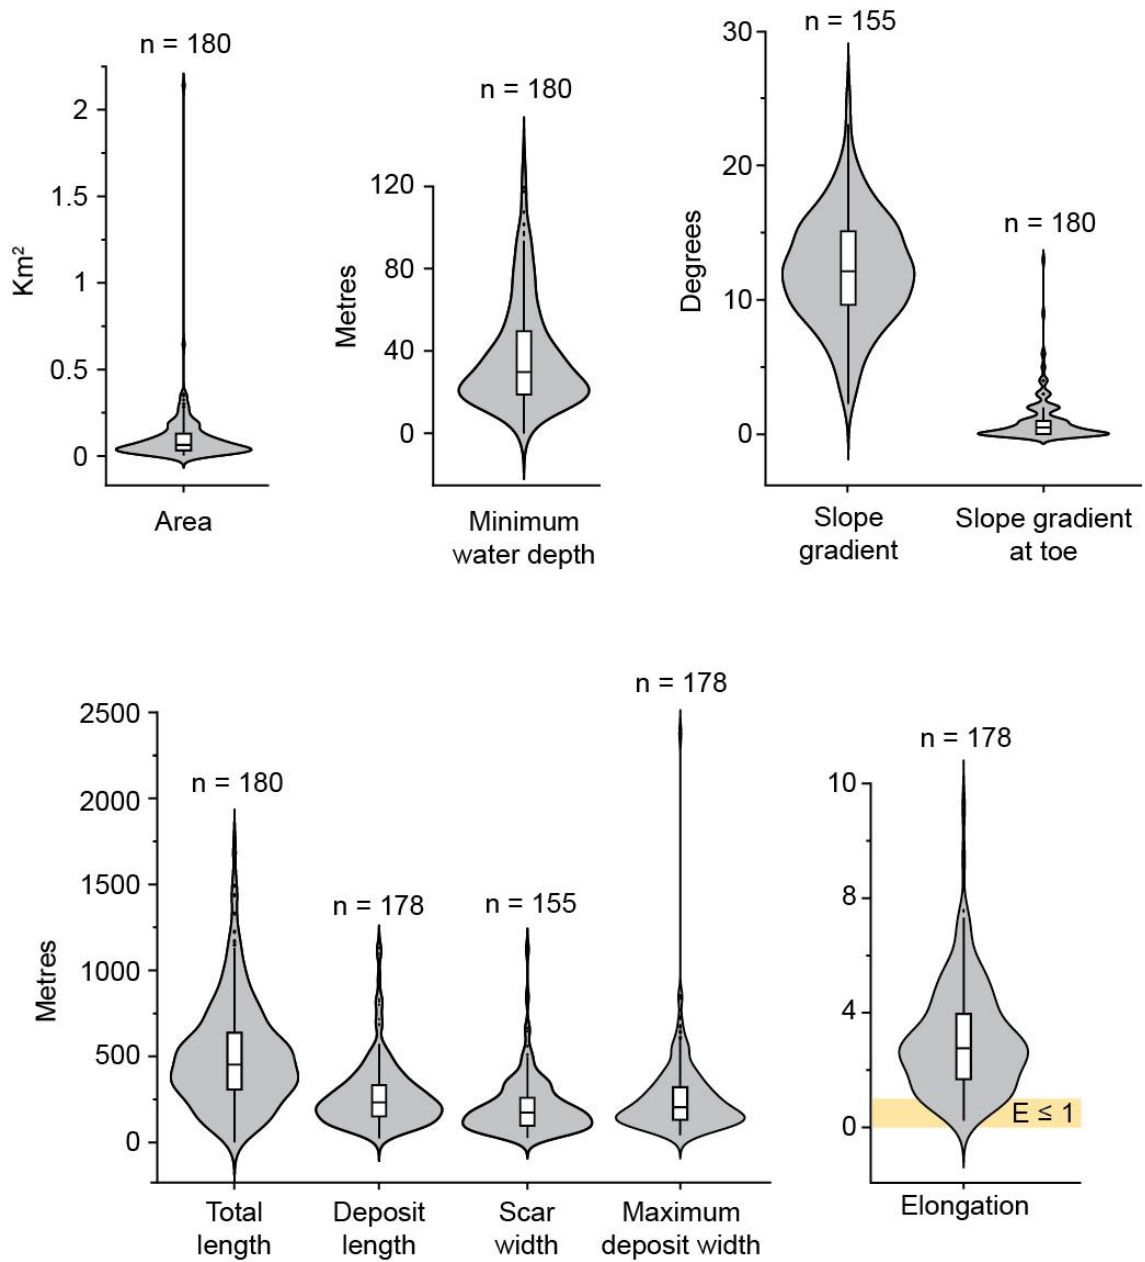 n = 180
2
1.5
1
0.5
0
Km²
Area
n = 180
120
80
40
0
Metres
Minimum
water depth
n = 155
30
20
10
0
Degrees
n = 180
Slope
gradient
Slope gradient
at toe
2500
2000
1500
1000
500
0
Metres
n = 180
n = 178
n = 155
n = 178
Total
length
Deposit
length
Scar
width
Maximum
deposit width
n = 178
10
8
4
0
E ≤ 1
Elongation